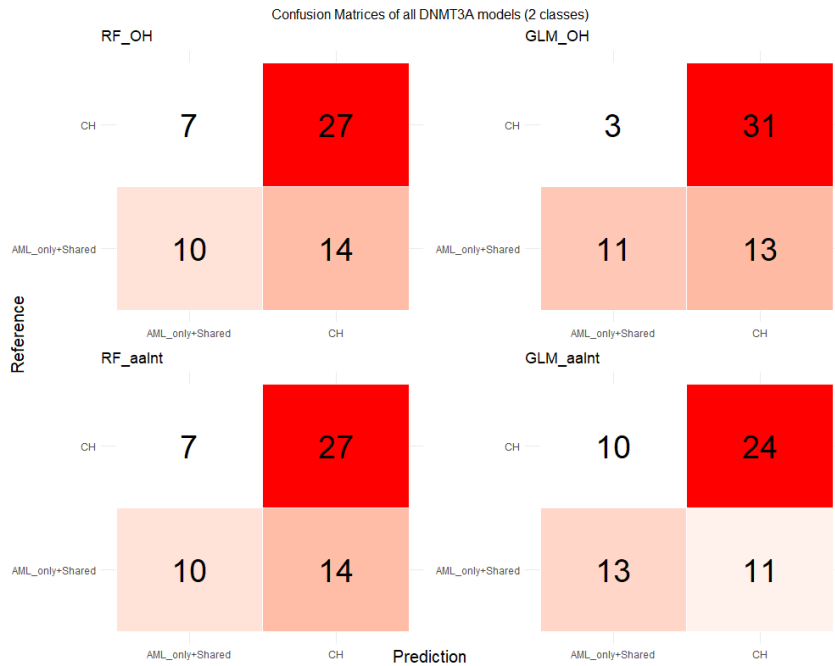 Confusion Matrices of all DNMT3A models (2 classes)
RF_OH
CH
7
27
AML_only+Shared
10
14
AML_only+Shared
CH
GLM_OH
CH
3
31
AML_only+Shared
11
13
AML_only+Shared
CH
RF_aaInt
CH
7
27
AML_only+Shared
10
14
AML_only+Shared
CH
GLM_aaInt
CH
10
24
AML_only+Shared
13
11
AML_only+Shared
CH
Reference
Prediction